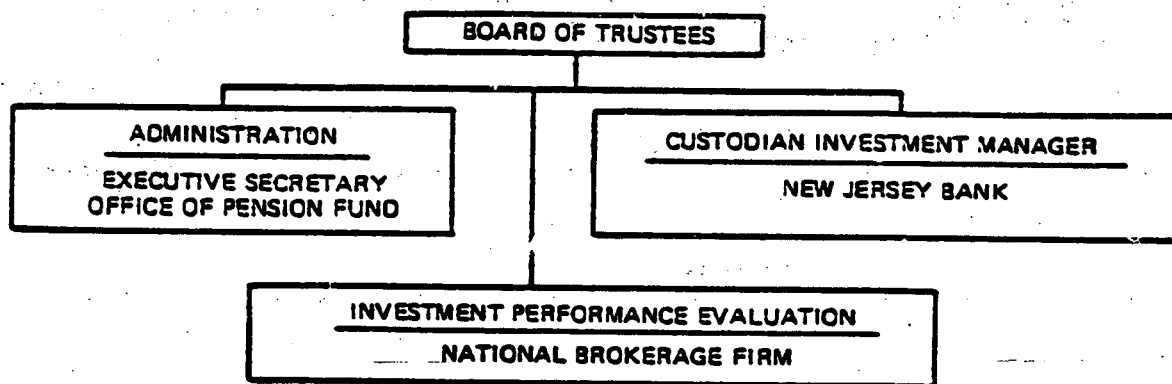 BOARD OF TRUSTEES
ADMINISTRATION
EXECUTIVE SECRETARY
OFFICE OF PENSION FUND
CUSTODIAN INVESTMENT MANAGER
NEW JERSEY BANK
INVESTMENT PERFORMANCE EVALUATION
NATIONAL BROKERAGE FIRM